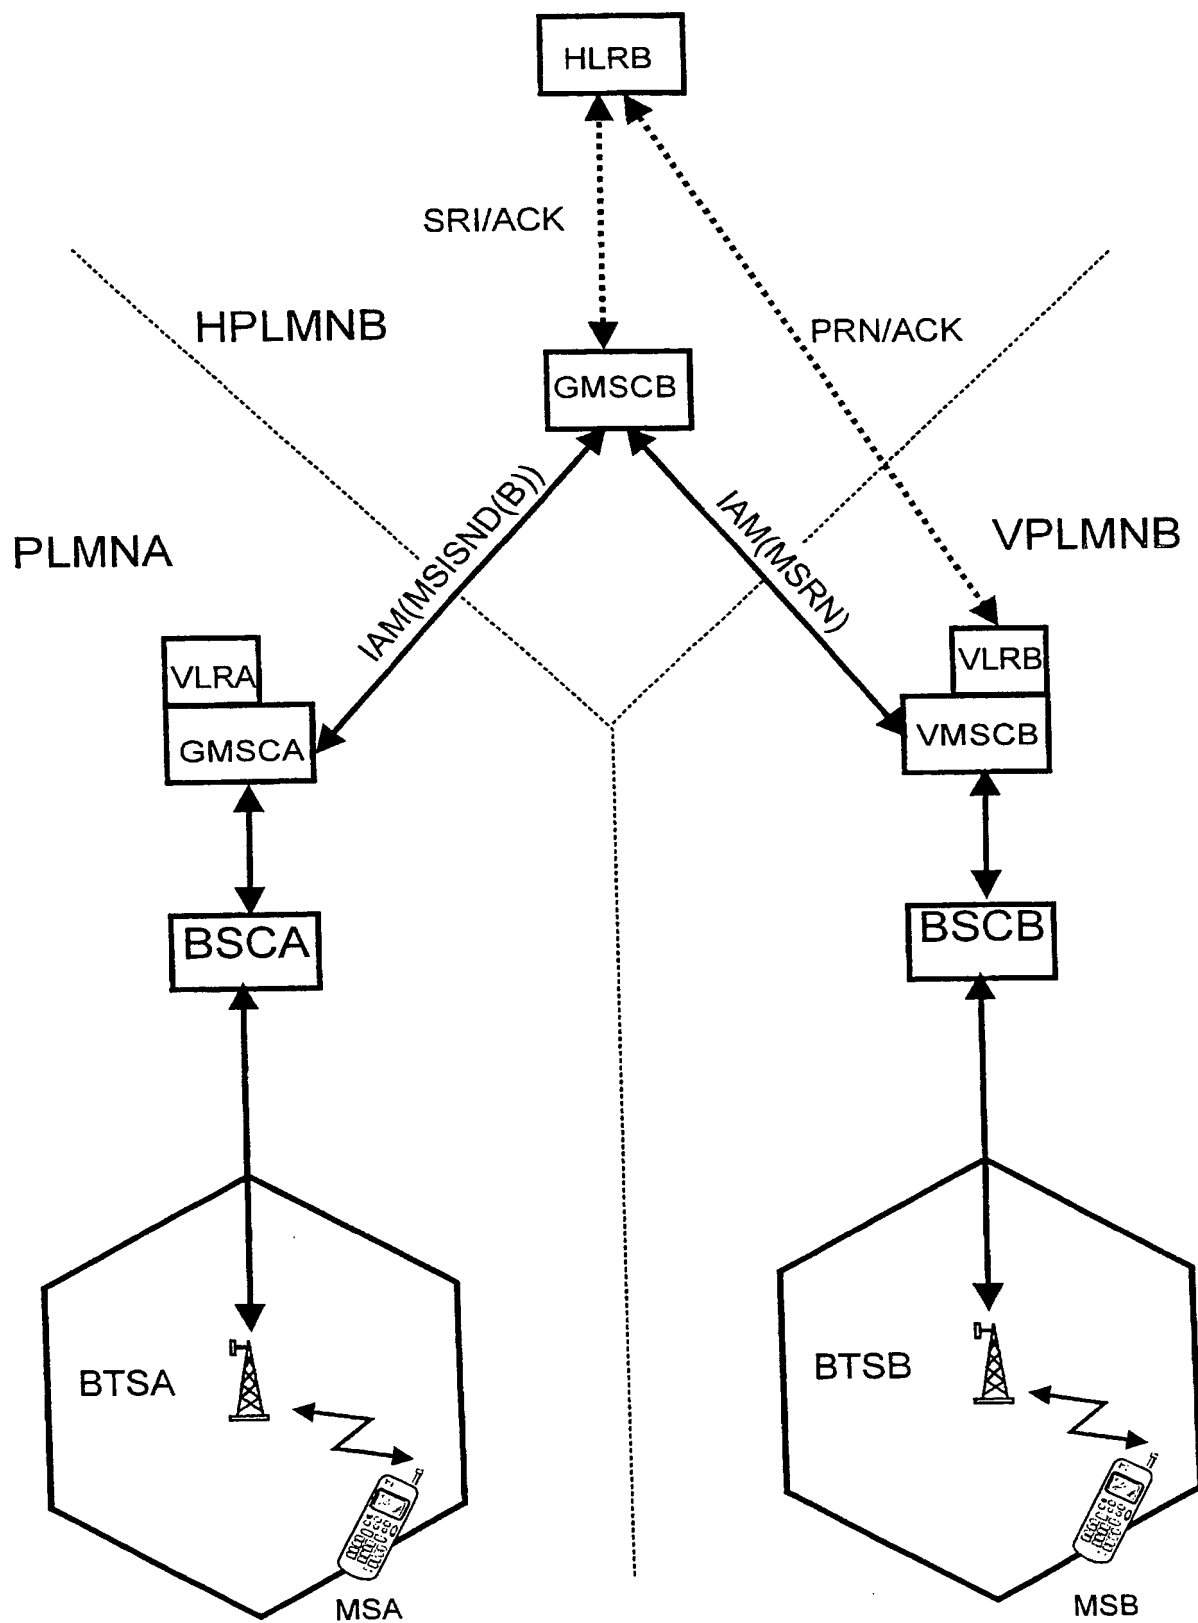 HLRB
SRI/ACK
HPLMNB
PRN/ACK
GMSCB
IAM(MSISND(B))
IAM(MSRN)
PLMNA
VPLMNB
VLRA
VLRB
GMSCA
VMSCB
BSCA
BSCB
BTSA
BTSB
MSA
MSB